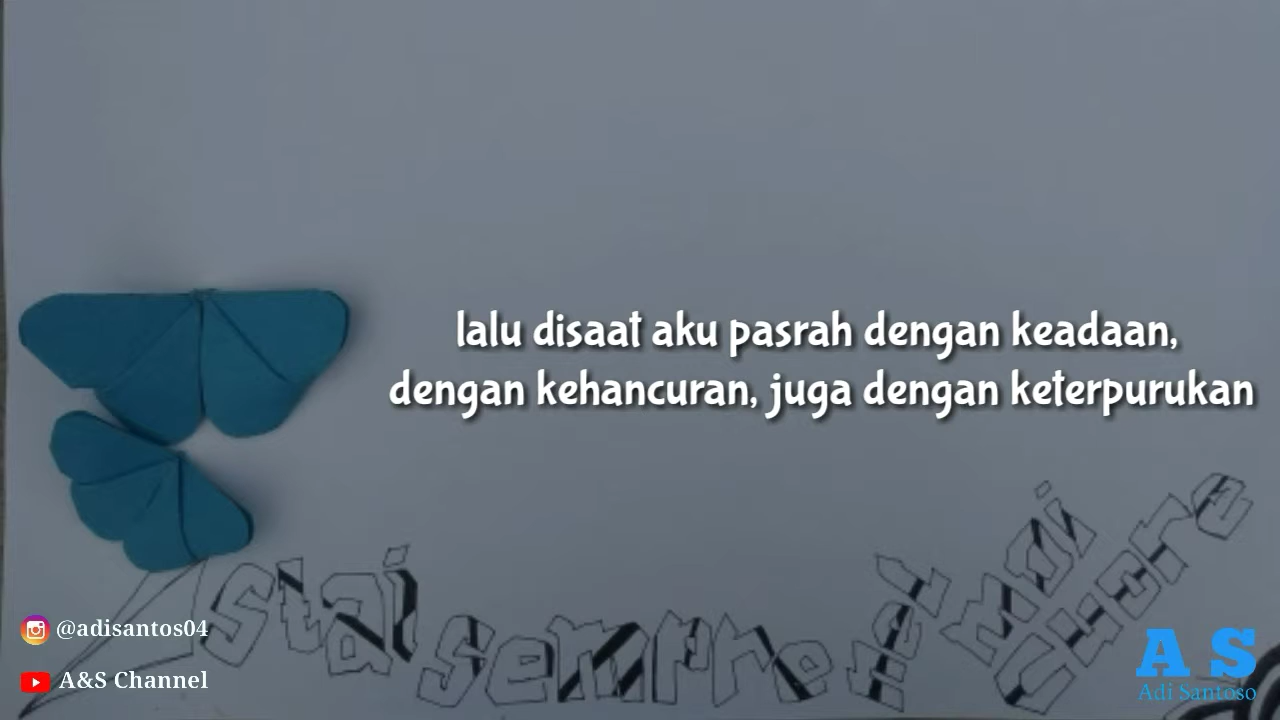 lalu disaat aku pasrah dengan keadaan,
dengan kehancuran, juga dengan keterpurukan
stai sempre nel moi
cuore
@adisantos04
A&S Channel
A S
Adi Santoso